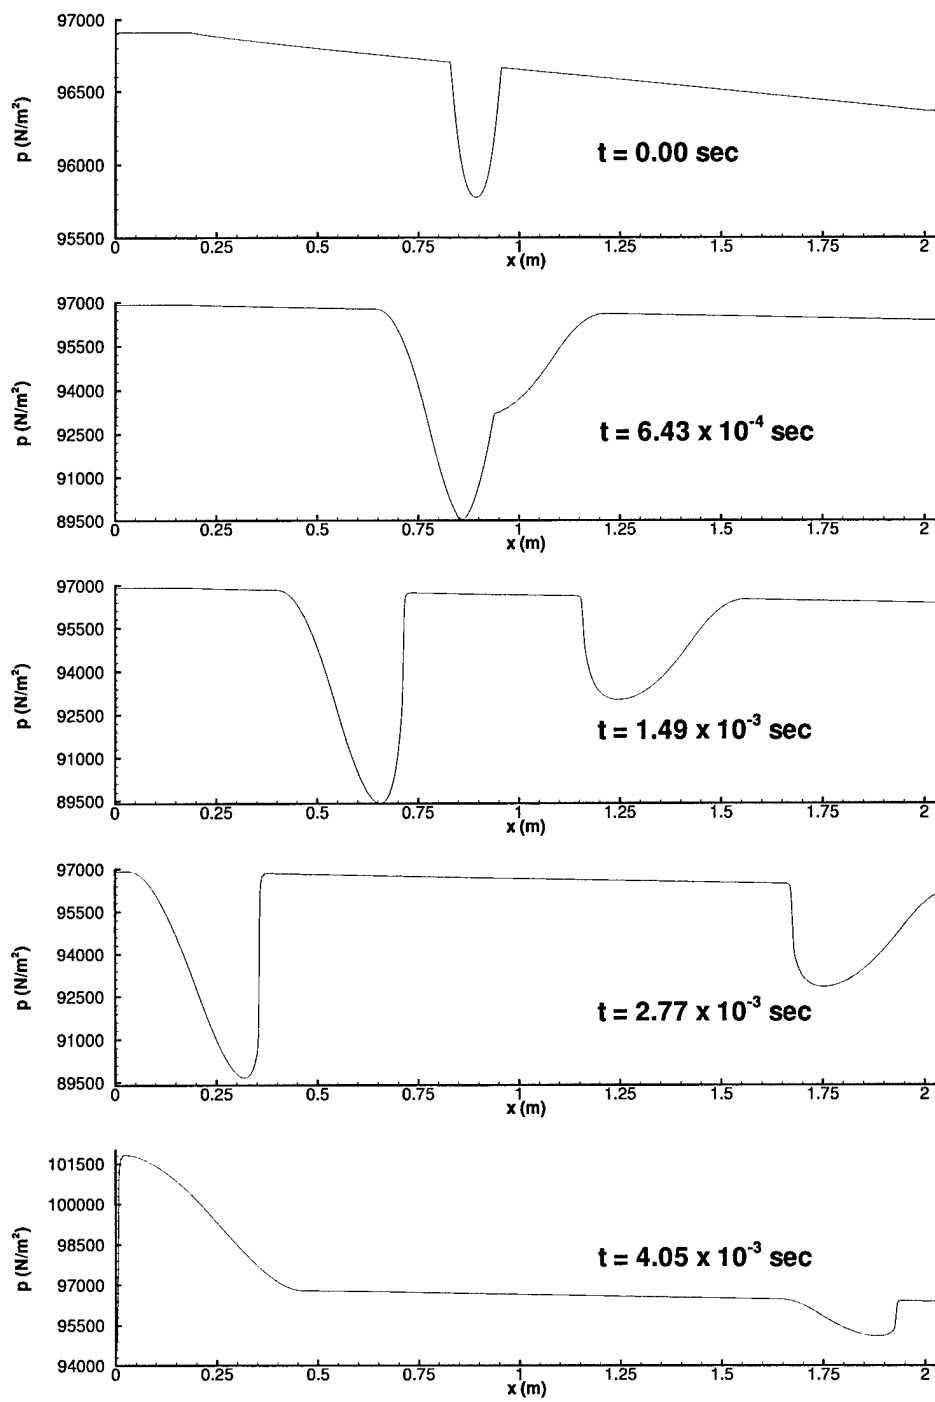 97000
96500
96000
95500
p (N/m²)
t = 0.00 sec
0 0.25 0.5 0.75 1 1.25 1.5 1.75 2
x (m)
97000
95500
94000
92500
91000
89500
p (N/m²)
t = 6.43 x 10⁻⁴ sec
0 0.25 0.5 0.75 1 1.25 1.5 1.75 2
x (m)
97000
95500
94000
92500
91000
89500
p (N/m²)
t = 1.49 x 10⁻³ sec
0 0.25 0.5 0.75 1 1.25 1.5 1.75 2
x (m)
97000
95500
94000
92500
91000
89500
p (N/m²)
t = 2.77 x 10⁻³ sec
0 0.25 0.5 0.75 1 1.25 1.5 1.75 2
x (m)
101500
100000
98500
97000
95500
94000
p (N/m²)
t = 4.05 x 10⁻³ sec
0 0.25 0.5 0.75 1 1.25 1.5 1.75 2
x (m)